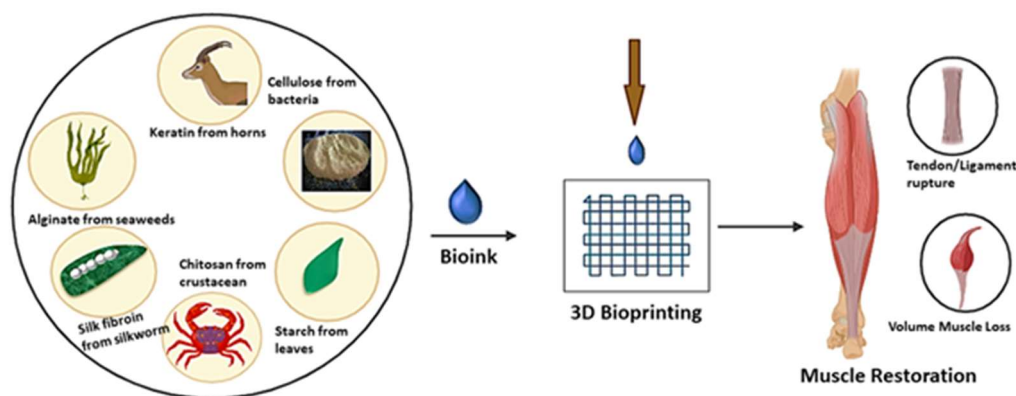 Cellulose from
bacteria
Keratin from horns
Alginate from seaweeds
Chitosan from
crustacean
Silk fibroin
from silkworm
Starch from
leaves
Bioink
3D Bioprinting
Tendon/Ligament
rupture
Volume Muscle Loss
Muscle Restoration